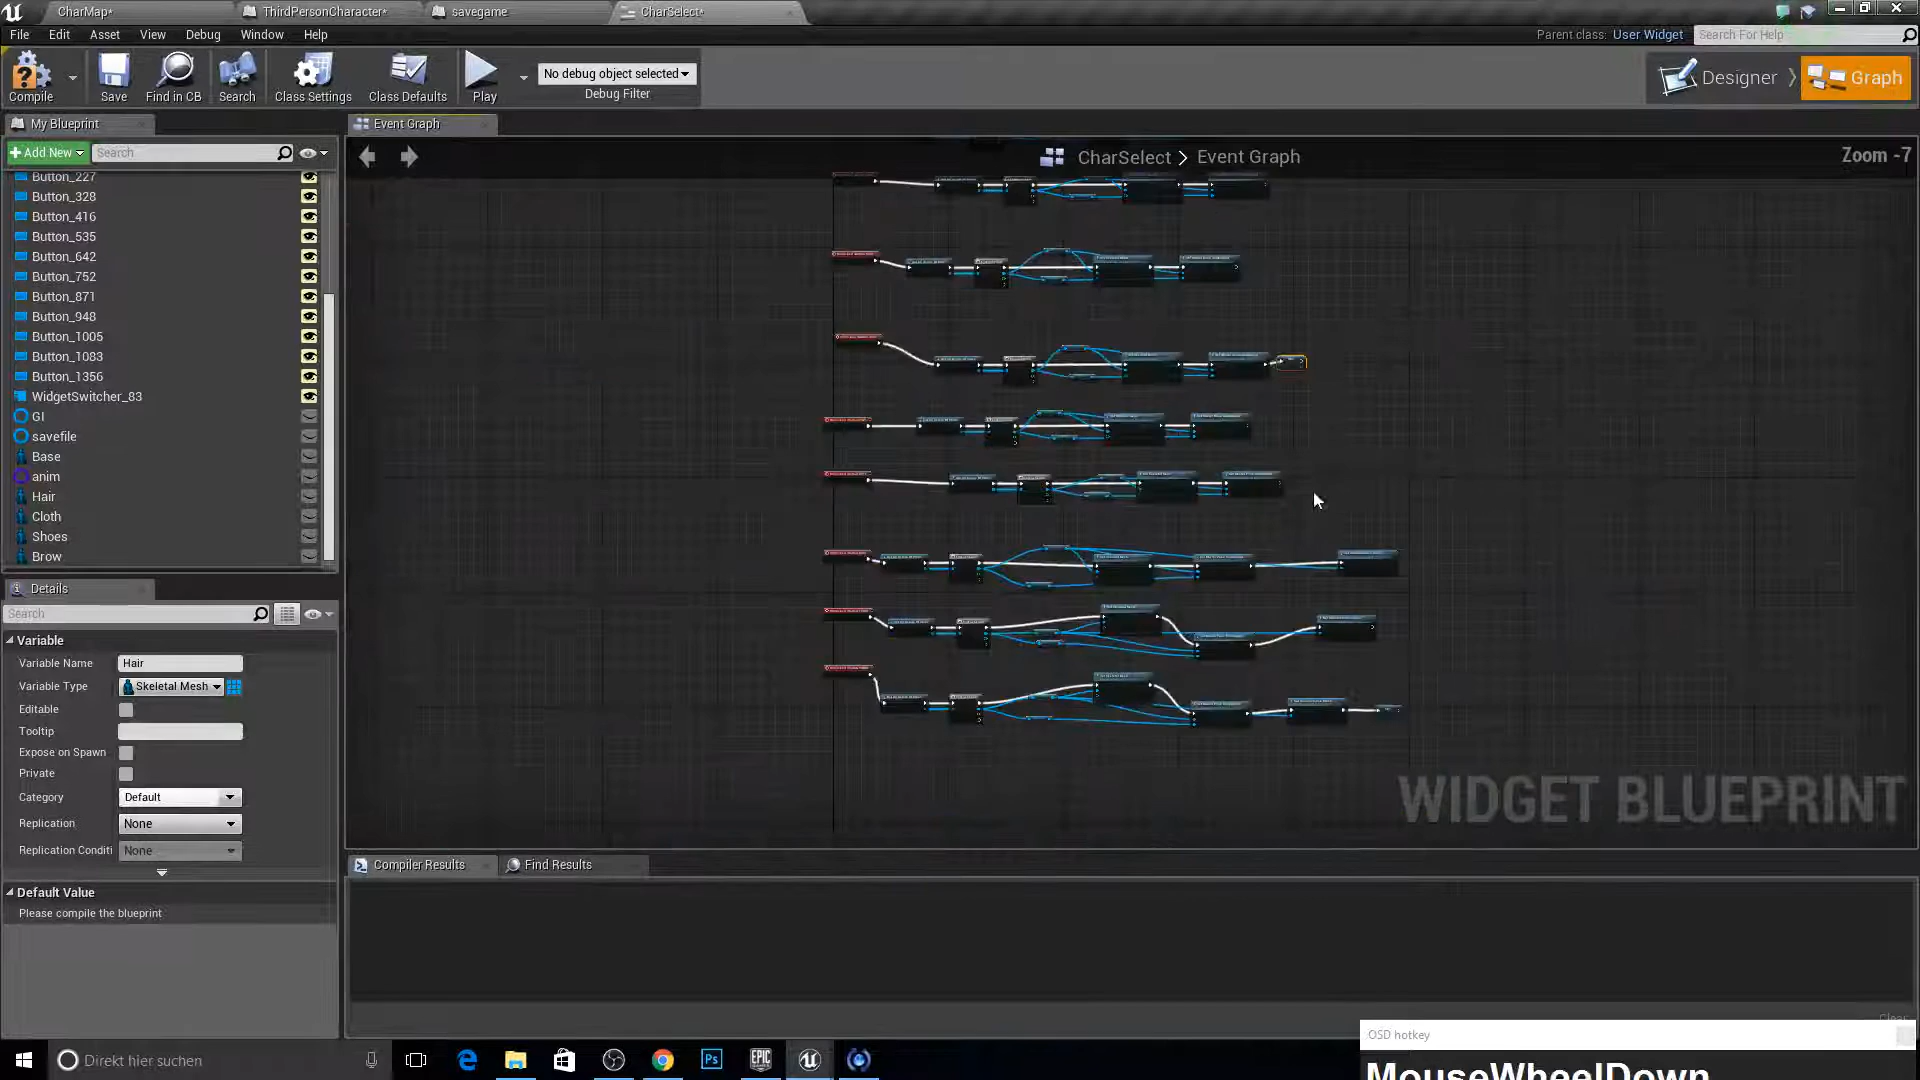 CharMap*
ThirdPersonCharacter*
savegame
CharSelect*
File Edit Asset View Debug Window Help
Parent class: User Widget
Search For Help
Compile
Save
Find in CB
Search
Class Settings
Class Defaults
Play
No debug object selected
Debug Filter
Designer
Graph
My Blueprint
Event Graph
Add New
Search
CharSelect > Event Graph
Zoom -7
Button_227
Button_328
Button_416
Button_535
Button_642
Button_752
Button_871
Button_948
Button_1005
Button_1083
Button_1356
WidgetSwitcher_83
GI
savefile
Base
anim
Hair
Cloth
Shoes
Brow
Details
Search
Variable
Variable Name Hair
Variable Type Skeletal Mesh
Editable
Tooltip
Expose on Spawn
Private
Category Default
Replication None
Replication Conditi None
Default Value
Please compile the blueprint
WIDGET BLUEPRINT
Compiler Results
Find Results
Clear
OSD hotkey
MouseWheelDown
Direkt hier suchen
Ps
EPIC GAMES